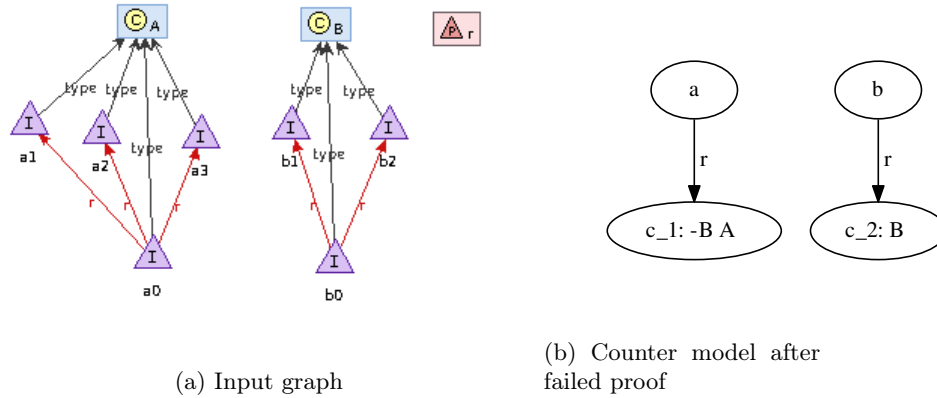 C A
C B
P r
type type type
type
type type
type
I a1
I a2
I a3
I b1
I b2
r r r
r r
I a0
I b0
a
b
r
r
c_1: -B A
c_2: B
(a) Input graph
(b) Counter model after
failed proof